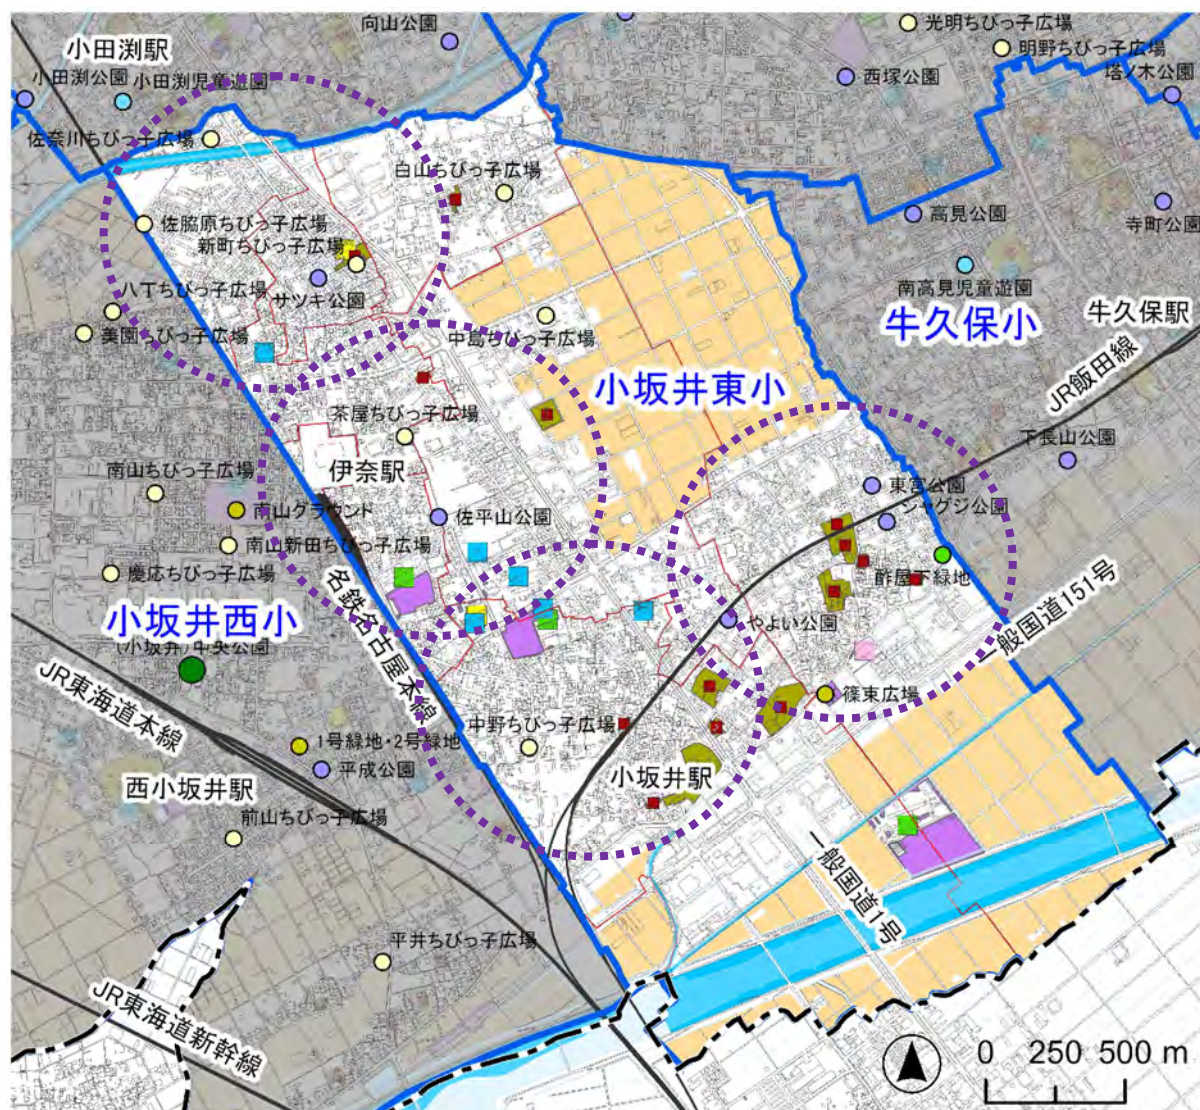 向山公園
光明ちびっ子広場
小田渕駅
明野ちびっ子広場
小田渕公園
小田渕児童遊園
西塚公園
塔ノ木公園
佐奈川ちびっ子広場
白山ちびっ子広場
佐脇原ちびっ子広場
高見公園
寺町公園
新町ちびっ子広場
サツキ公園
南高見児童遊園
八丁ちびっ子広場
牛久保小
牛久保駅
美園ちびっ子広場
中島ちびっ子広場
JR飯田線
小坂井東小
茶屋ちびっ子広場
下長山公園
伊奈駅
南山ちびっ子広場
東宮公園
南山グラウンド
佐平山公園
シャグジ公園
南山新田ちびっ子広場
慶応ちびっ子広場
酢屋下緑地
小坂井西小
名鉄名古屋本線
やよい公園
一般国道151号
(小坂井)中央公園
JR東海道本線
篠東広場
中野ちびっ子広場
1号緑地・2号緑地
平成公園
小坂井駅
西小坂井駅
前山ちびっ子広場
一般国道1号
平井ちびっ子広場
JR東海道新幹線
0 250 500 m